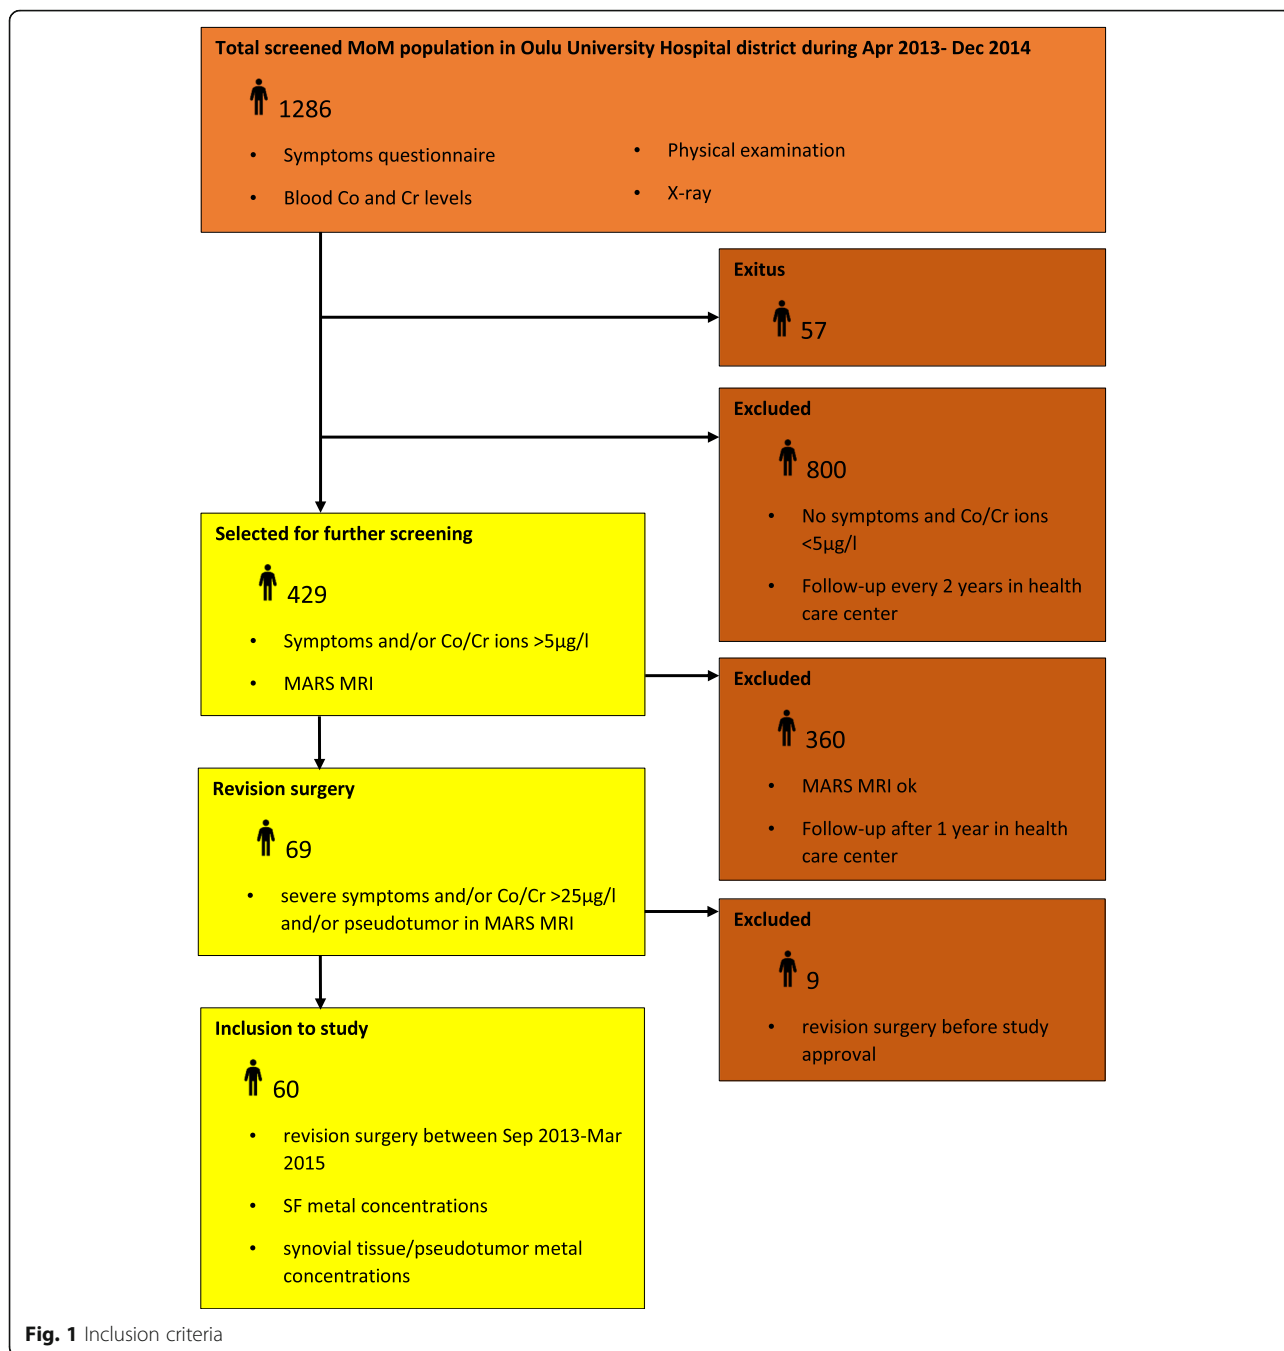 Total screened MoM population in Oulu University Hospital district during Apr 2013- Dec 2014
1286
• Symptoms questionnaire
• Blood Co and Cr levels
• Physical examination
• X-ray
Exitus
57
Excluded
800
• No symptoms and Co/Cr ions
<5µg/l
• Follow-up every 2 years in health
care center
Selected for further screening
429
• Symptoms and/or Co/Cr ions >5µg/l
• MARS MRI
Excluded
360
• MARS MRI ok
• Follow-up after 1 year in health
care center
Revision surgery
69
• severe symptoms and/or Co/Cr >25µg/l
and/or pseudotumor in MARS MRI
Excluded
9
• revision surgery before study
approval
Inclusion to study
60
• revision surgery between Sep 2013-Mar
2015
• SF metal concentrations
• synovial tissue/pseudotumor metal
concentrations
Fig. 1 Inclusion criteria